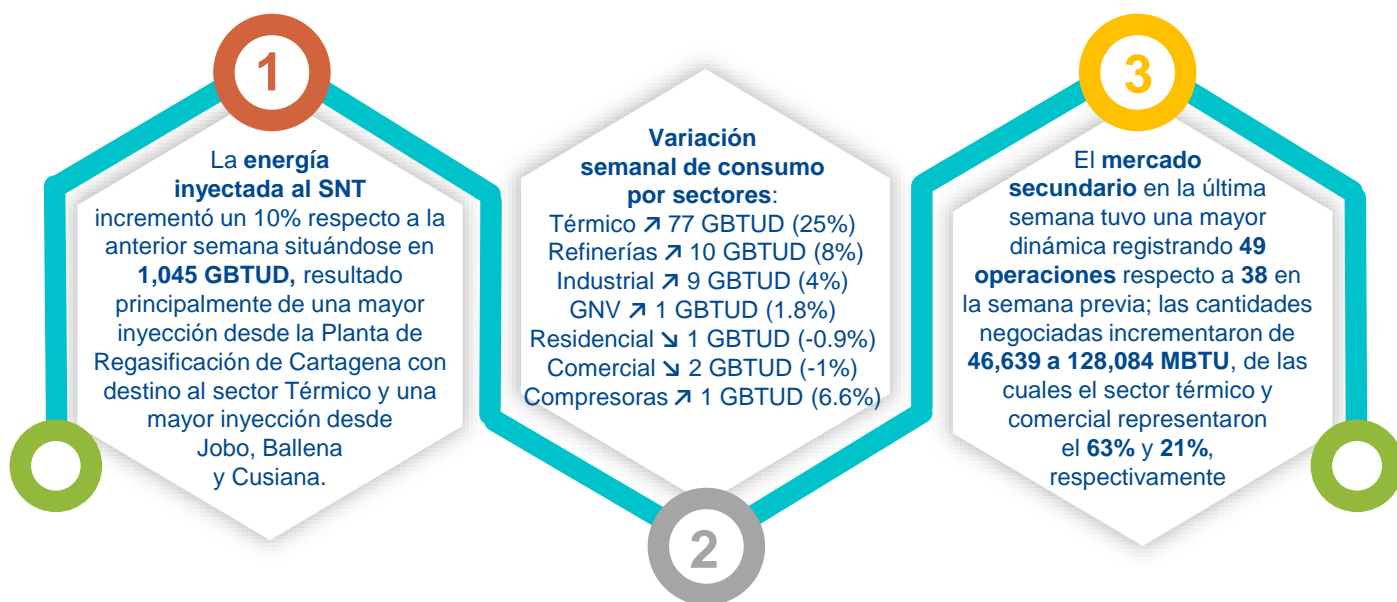 1
La energía
inyectada al SNT
incrementó un 10% respecto a la
anterior semana situándose en
1,045 GBTUD, resultado
principalmente de una mayor
inyección desde la Planta de
Regasificación de Cartagena con
destino al sector Térmico y una
mayor inyección desde
Jobo, Ballena
y Cusiana.
Variación
semanal de consumo
por sectores:
Térmico ↗ 77 GBTUD (25%)
Refinerías ↗ 10 GBTUD (8%)
Industrial ↗ 9 GBTUD (4%)
GNV ↗ 1 GBTUD (1.8%)
Residencial ↘ 1 GBTUD (-0.9%)
Comercial ↘ 2 GBTUD (-1%)
Compresoras ↗ 1 GBTUD (6.6%)
2
3
El mercado
secundario en la última
semana tuvo una mayor
dinámica registrando 49
operaciones respecto a 38 en
la semana previa; las cantidades
negociadas incrementaron de
46,639 a 128,084 MBTU, de las
cuales el sector térmico y
comercial representaron
el 63% y 21%,
respectivamente